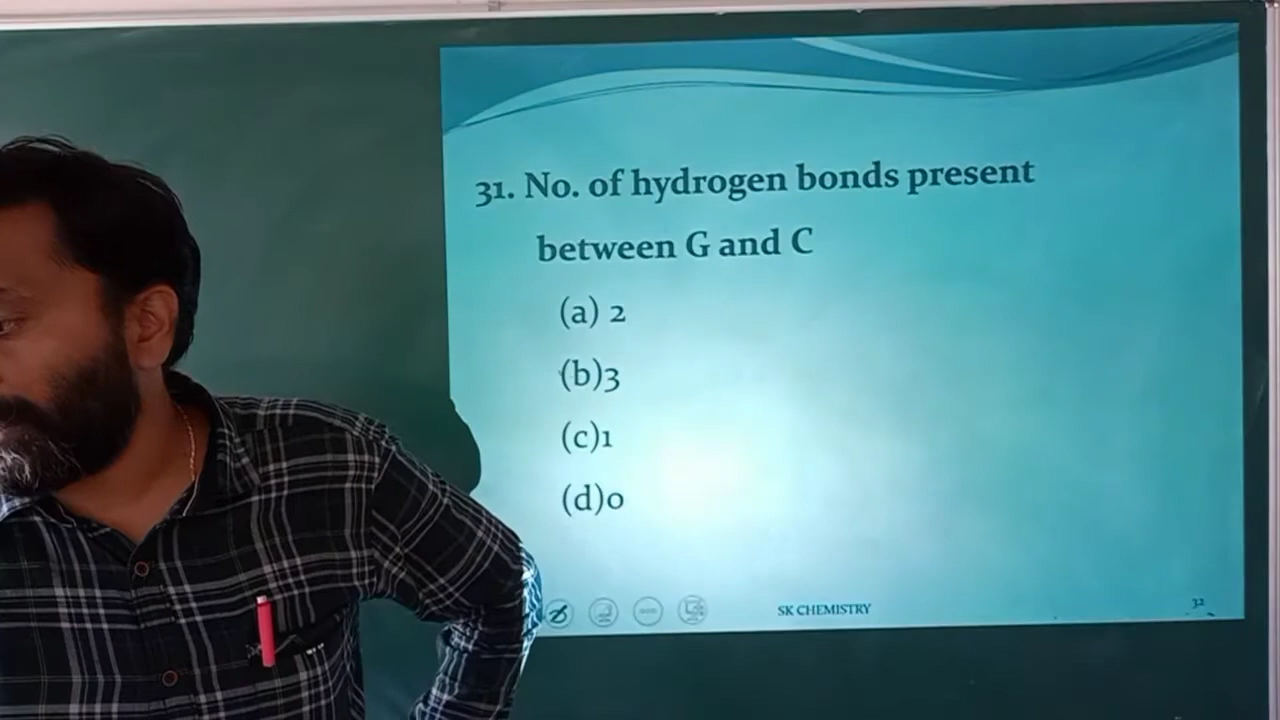 31. No. of hydrogen bonds present
between G and C
(a) 2
(b)3
(c)1
(d)0
SK CHEMISTRY
32